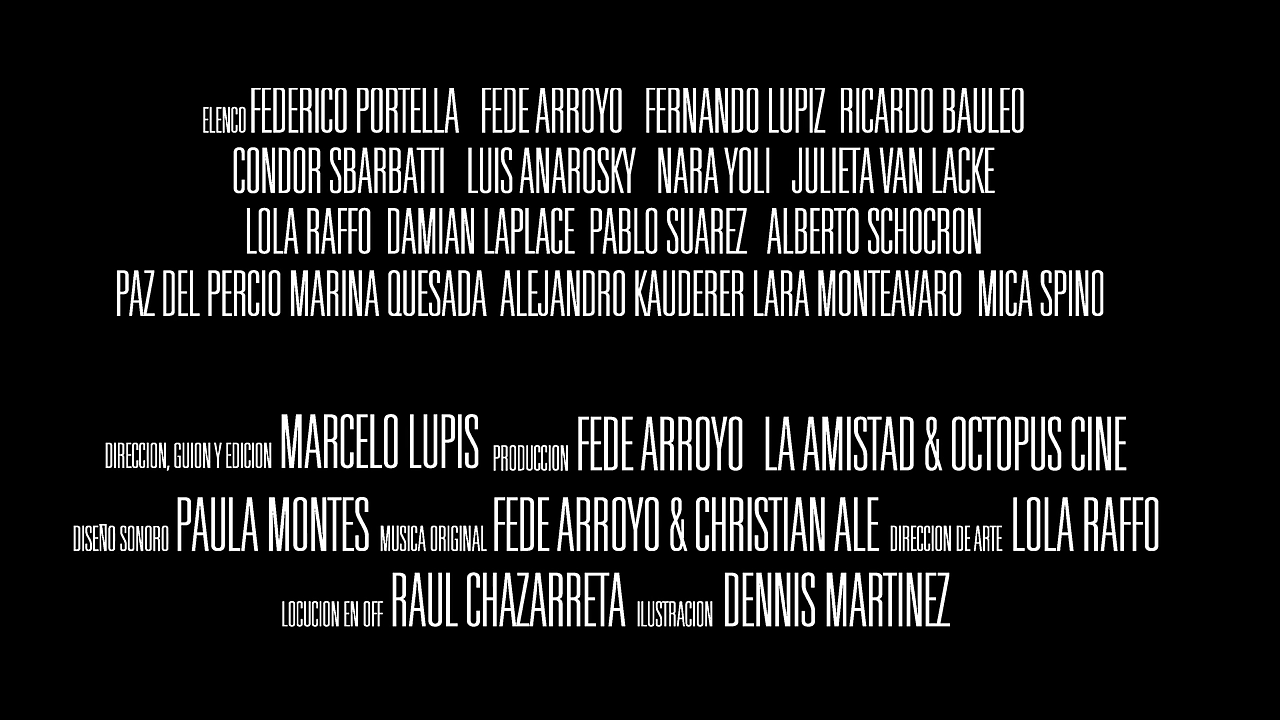 ELENCO FEDERICO PORTELLA FEDE ARROYO FERNANDO LUPIZ RICARDO BAULEO
CONDOR SBARBATTI LUIS ANAROSKY NARA YOLI JULIETA VAN LACKE
LOLA RAFFO DAMIAN LAPLACE PABLO SUAREZ ALBERTO SCHOCRON
PAZ DEL PERCIO MARINA QUESADA ALEJANDRO KAUDERER LARA MONTEAVARO MICA SPINO
DIRECCION, GUION Y EDICION MARCELO LUPIS PRODUCCION FEDE ARROYO LA AMISTAD & OCTOPUS CINE
DISEÑO SONORO PAULA MONTES MUSICA ORIGINAL FEDE ARROYO & CHRISTIAN ALE DIRECCION DE ARTE LOLA RAFFO
LOCUCION EN OFF RAUL CHAZARRETA ILUSTRACION DENNIS MARTINEZ